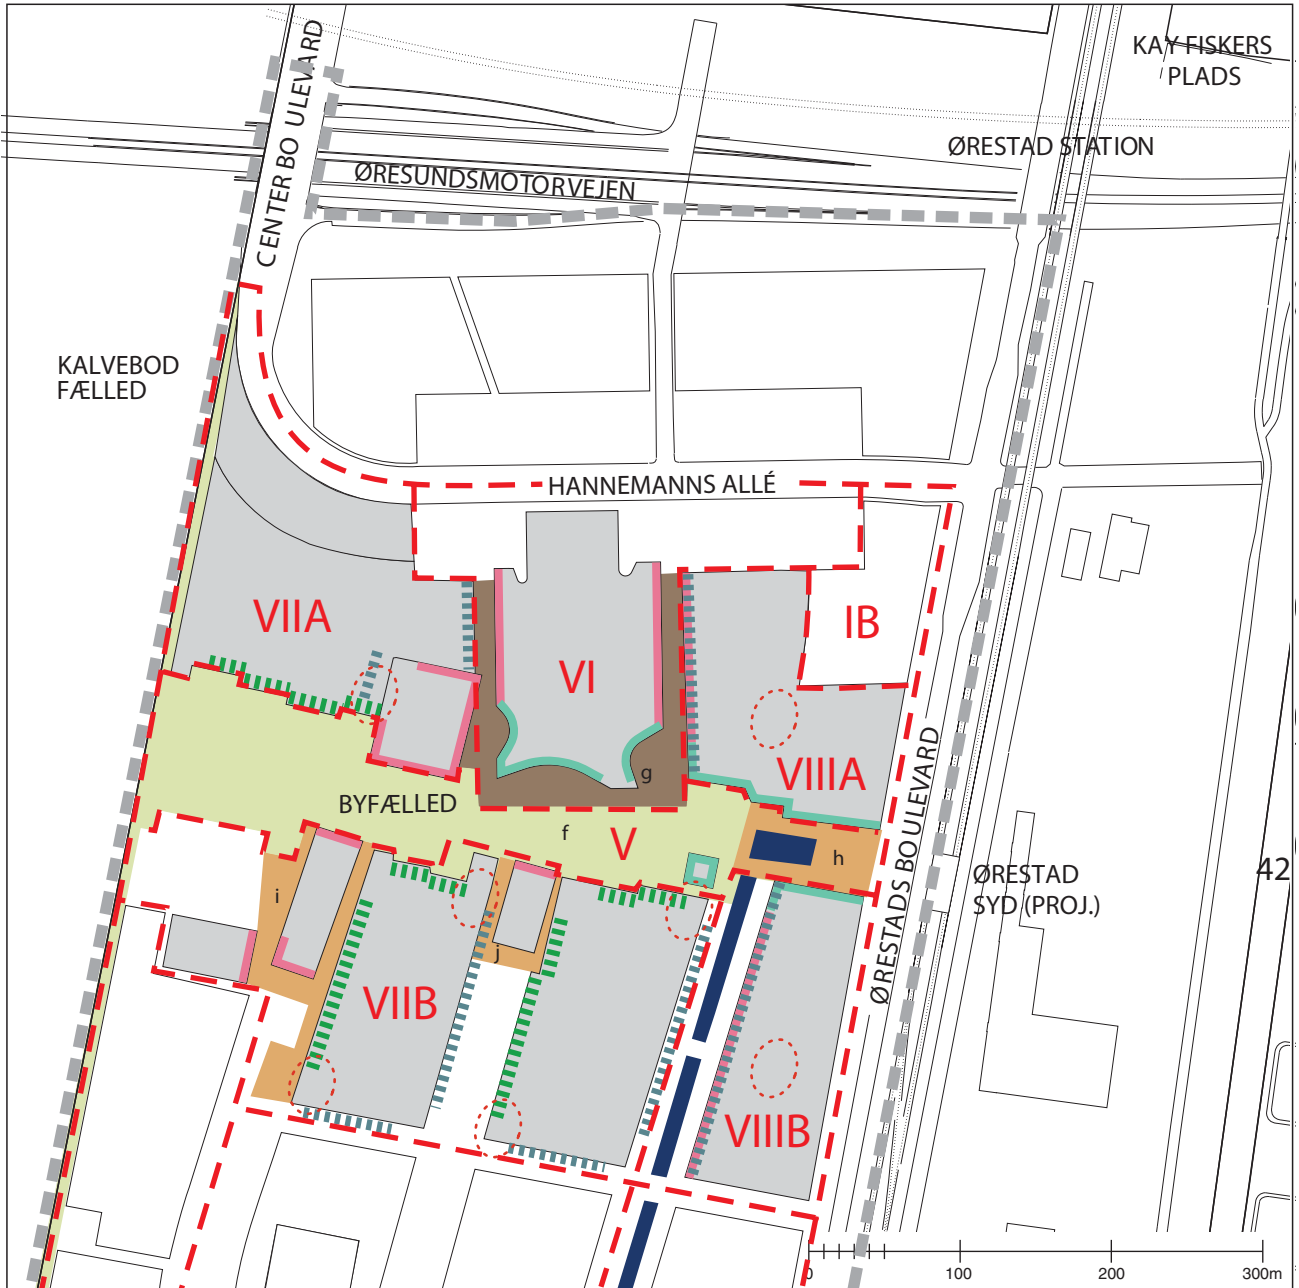 KAY FISKERS
PLADS
CENTER BOULEVARD
ØRESTAD STATION
ØRESUNDSMOTORVEJEN
KALVEBOD
FÆLLED
HANNEMANNS ALLÉ
VIIA
IB
VI
VIIIA
g
BYFÆLLED
f
V
h
ØRESTADS BOULEVARD
42
ØRESTAD
SYD (PROJ.)
i
j
VIIB
VIIIB
0 100 200 300m